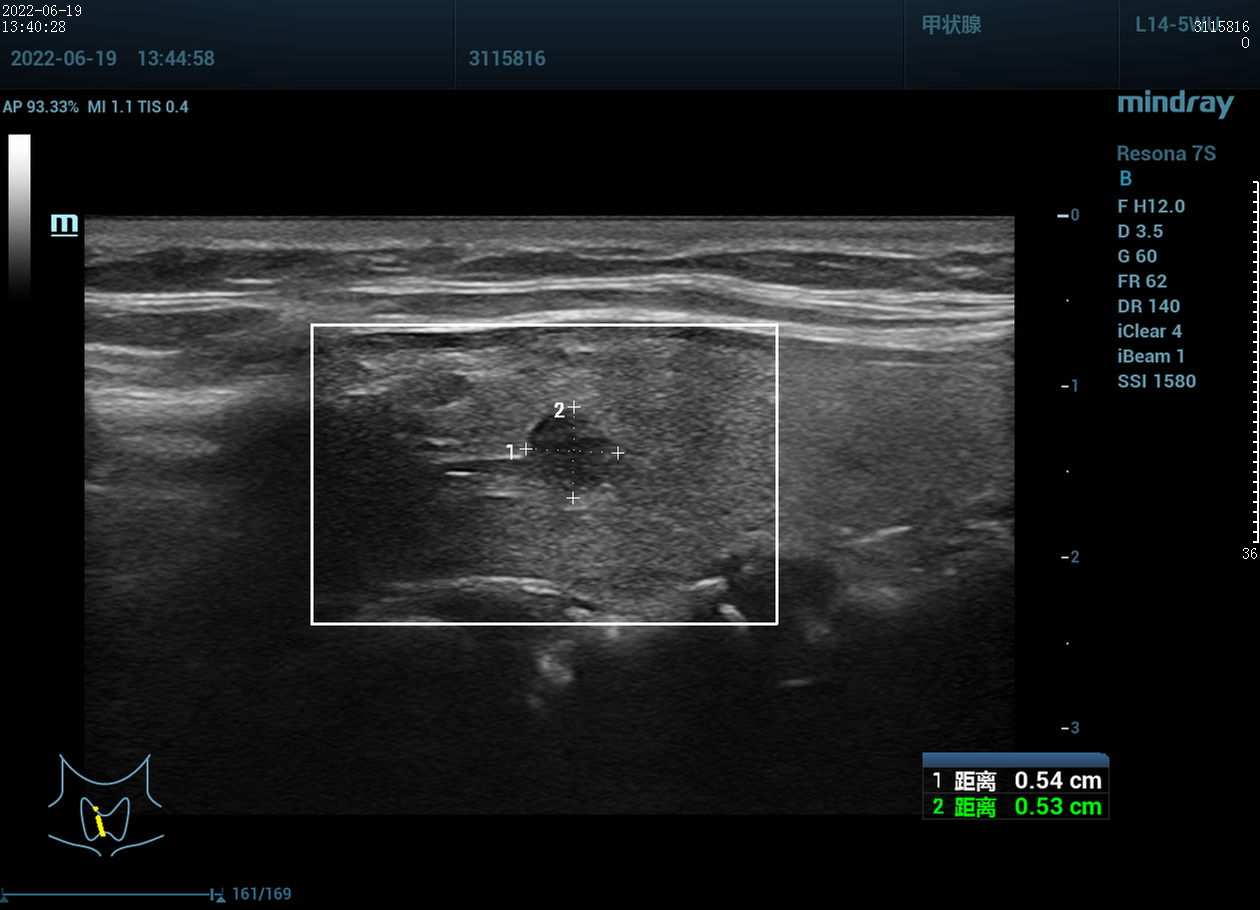 2022-06-19
13:40:28
2022-06-19 13:44:58
3115816
甲状腺
L14-5WU
3115816
0
AP 93.33% MI 1.1 TIS 0.4
mindray
Resona 7S
B
F H12.0
D 3.5
G 60
FR 62
DR 140
iClear 4
iBeam 1
SSI 1580
m
0
1
2
3
2
1
36
1 距离 0.54 cm
2 距离 0.53 cm
161/169